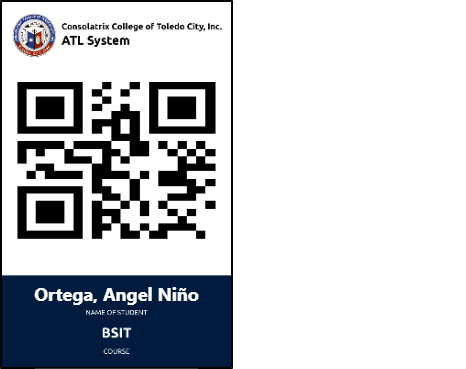 Consolatrix College of Toledo City, Inc.
ATL System
Ortega, Angel Niño
NAME OF STUDENT
BSIT
COURSE